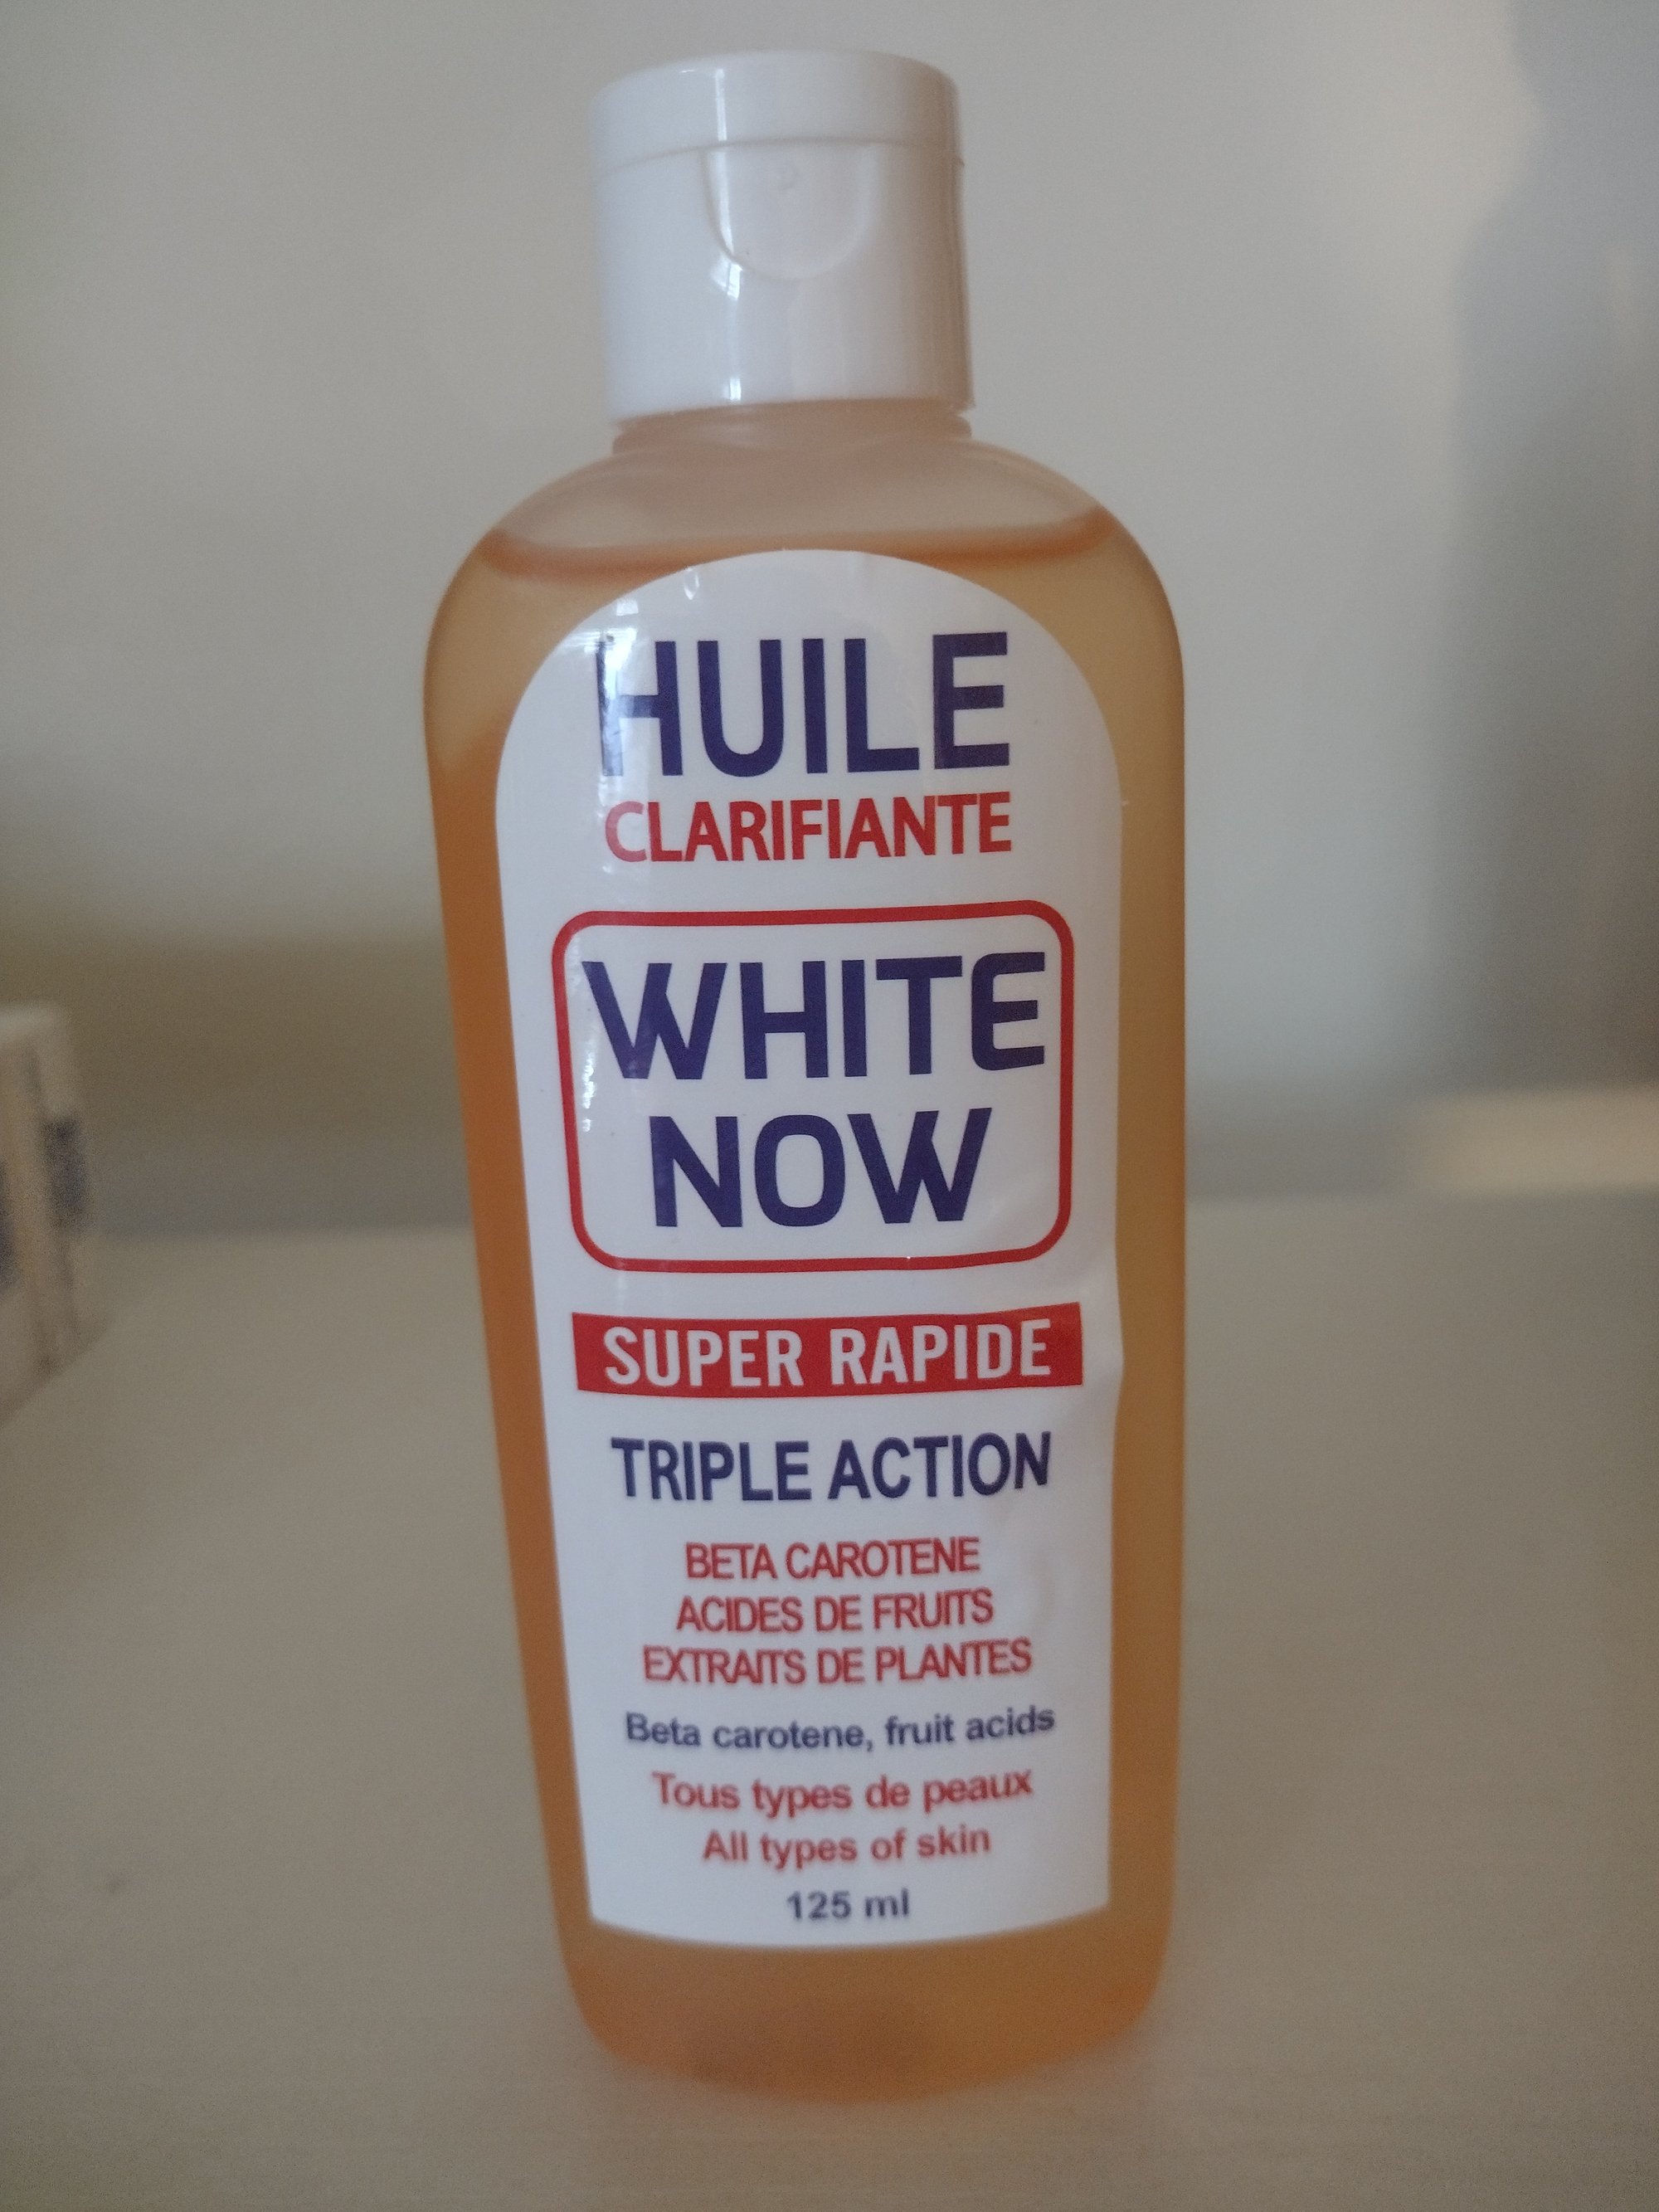 HUILE
CLARIFIANTE
WHITE
NOW
SUPER RAPIDE
TRIPLE ACTION
BETA CAROTENE
ACIDES DE FRUITS
EXTRAITS DE PLANTES
Beta carotene, fruit acids
Tous types de peaux
All types of skin
125 ml